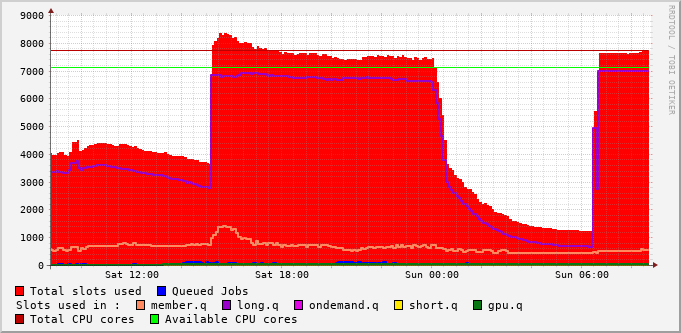 RRDTOOL / TOBI OETIKER
9000
8000
7000
6000
5000
4000
3000
2000
1000
0
Sat 12:00 Sat 18:00 Sun 00:00 Sun 06:00
Total slots used Queued Jobs
Slots used in : member.q long.q ondemand.q short.q gpu.q
Total CPU cores Available CPU cores